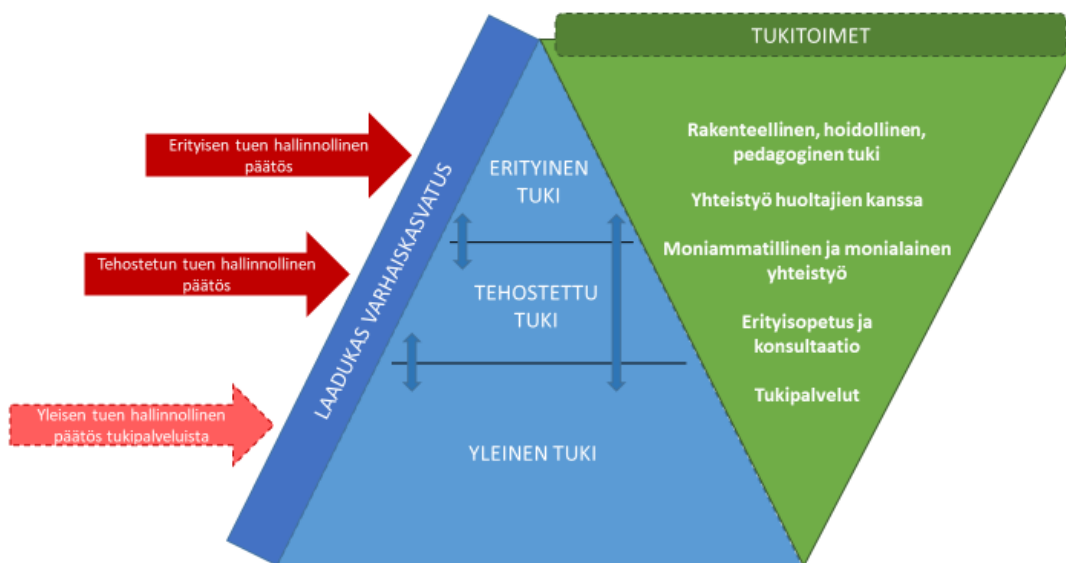 TUKITOIMET
Erityisen tuen hallinnollinen
päätös
Tehostetun tuen hallinnollinen
päätös
Yleisen tuen hallinnollinen
päätös tukipalveluista
LAADUKAS VARHAISKASVATUS
ERITYINEN
TUKI
TEHOSTETTU
TUKI
YLEINEN TUKI
Rakenteellinen, hoidollinen,
pedagoginen tuki
Yhteistyö huoltajien kanssa
Moniammatillinen ja monialainen
yhteistyö
Erityisopetus ja
konsultaatio
Tukipalvelut